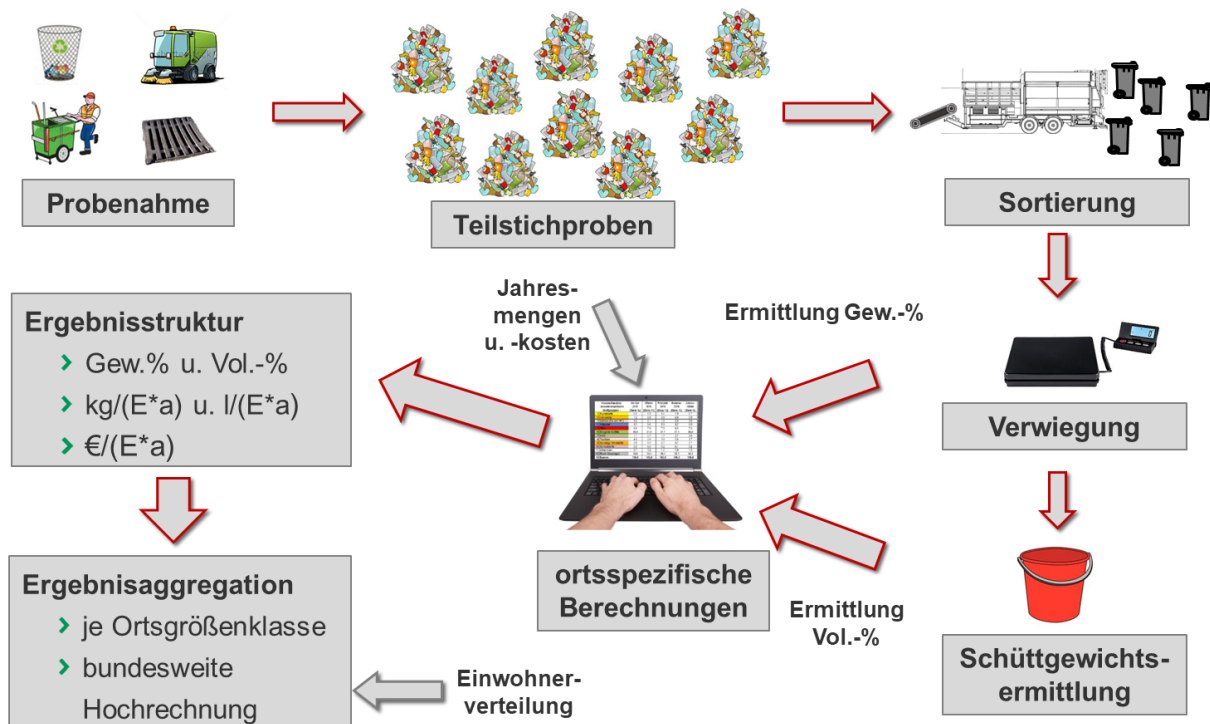 Probenahme
Teilstichproben
Sortierung
Verwiegung
Schüttgewichts-
ermittlung
Ermittlung Gew.-%
Ermittlung
Vol.-%
Jahres-
mengen
u. -kosten
ortsspezifische
Berechnungen
Ergebnisstruktur
Gew.% u. Vol.-%
kg/(E*a) u. l/(E*a)
€/(E*a)
Ergebnisaggregation
je Ortsgrößenklasse
bundesweite
Hochrechnung
Einwohner-
verteilung